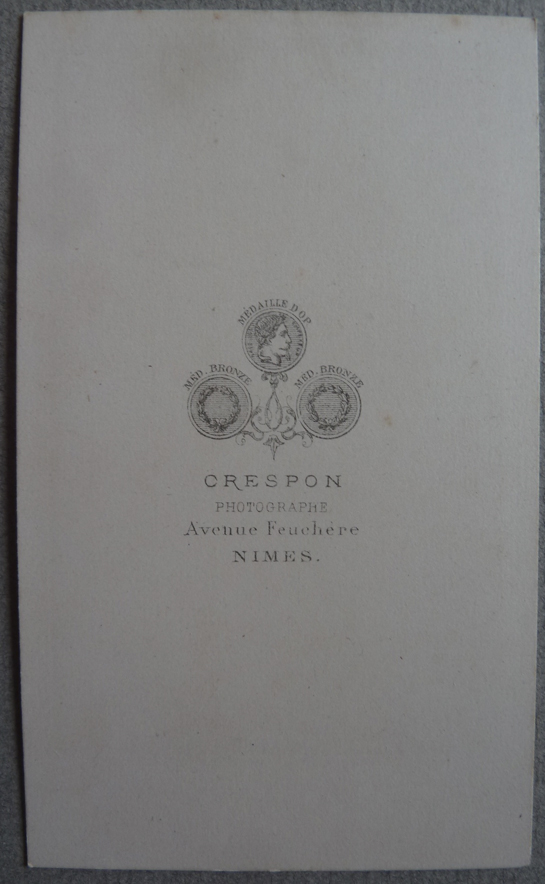 MÉDAILLE D'OR
MÉD. BRONZE
MÉD. BRONZE
CRESPON
PHOTOGRAPHE.
Avenue Feuchère
NIMES.